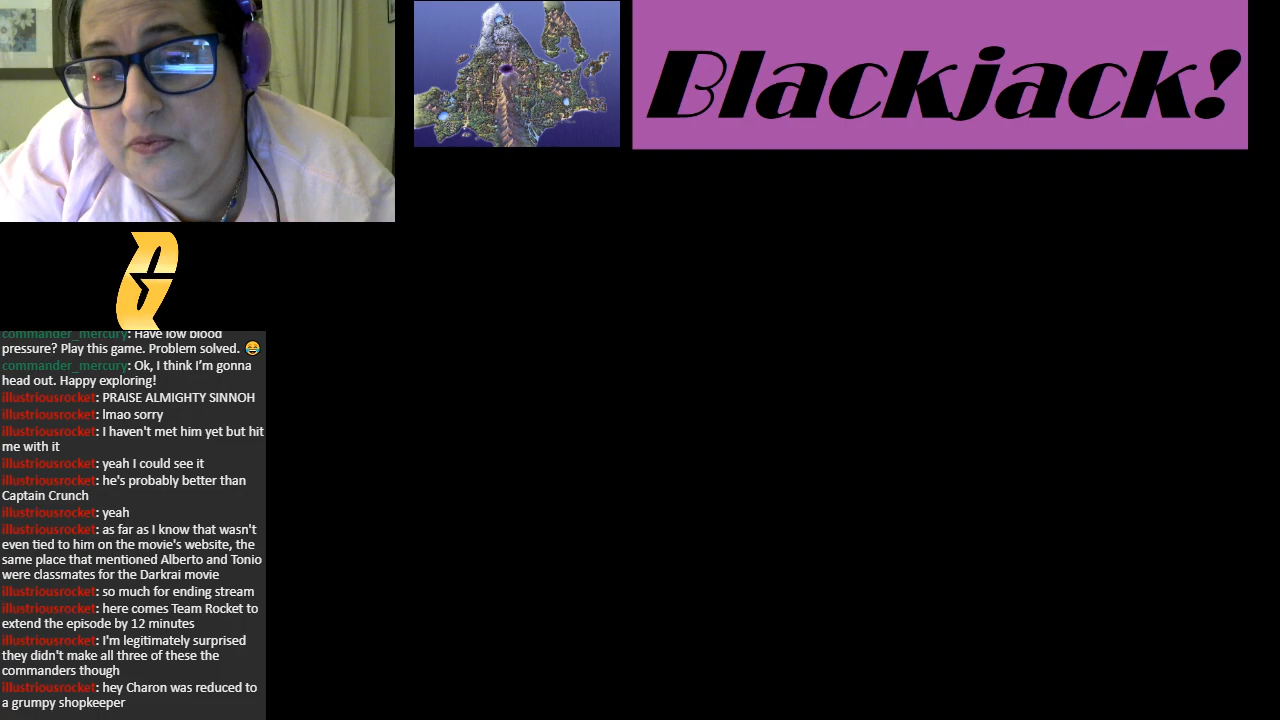 Blackjack!
commander_mercury: Have low blood
pressure? Play this game. Problem solved. 😂
commander_mercury: Ok, I think I’m gonna
head out. Happy exploring!
illustriousrocket: PRAISE ALMIGHTY SINNOH
illustriousrocket: lmao sorry
illustriousrocket: I haven't met him yet but hit
me with it
illustriousrocket: yeah I could see it
illustriousrocket: he's probably better than
Captain Crunch
illustriousrocket: yeah
illustriousrocket: as far as I know that wasn't
even tied to him on the movie's website, the
same place that mentioned Alberto and Tonio
were classmates for the Darkrai movie
illustriousrocket: so much for ending stream
illustriousrocket: here comes Team Rocket to
extend the episode by 12 minutes
illustriousrocket: I'm legitimately surprised
they didn't make all three of these the
commanders though
illustriousrocket: hey Charon was reduced to
a grumpy shopkeeper